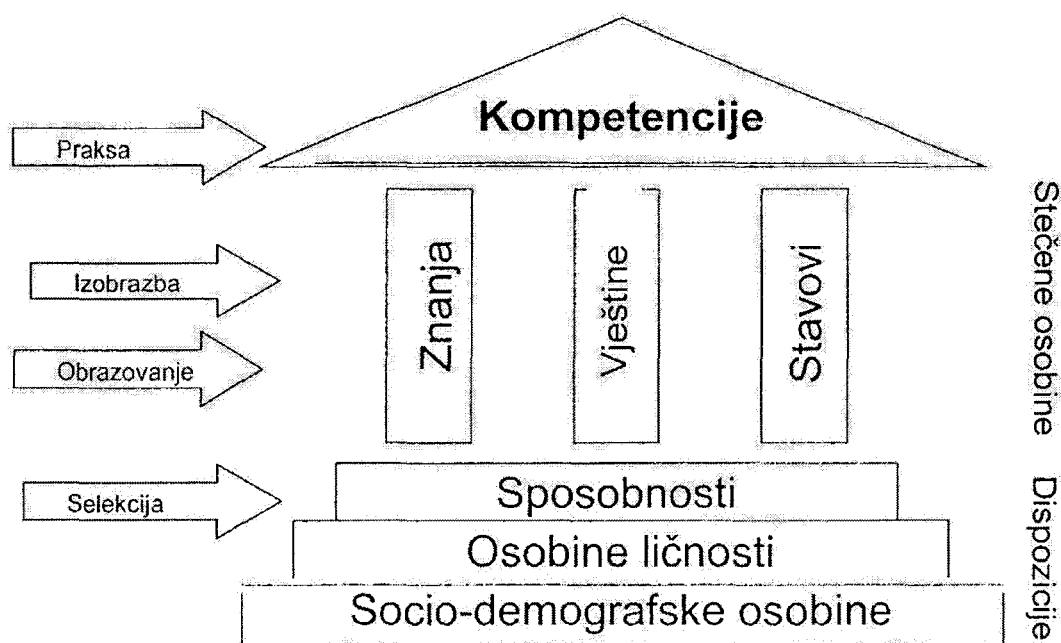 Kompetencije
Praksa
Izobrazba
Obrazovanje
Selekcija
Znanja
Vještine
Stavovi
Sposobnosti
Osobine ličnosti
Socio-demografske osobine
Stečene osobine
Dispozicije